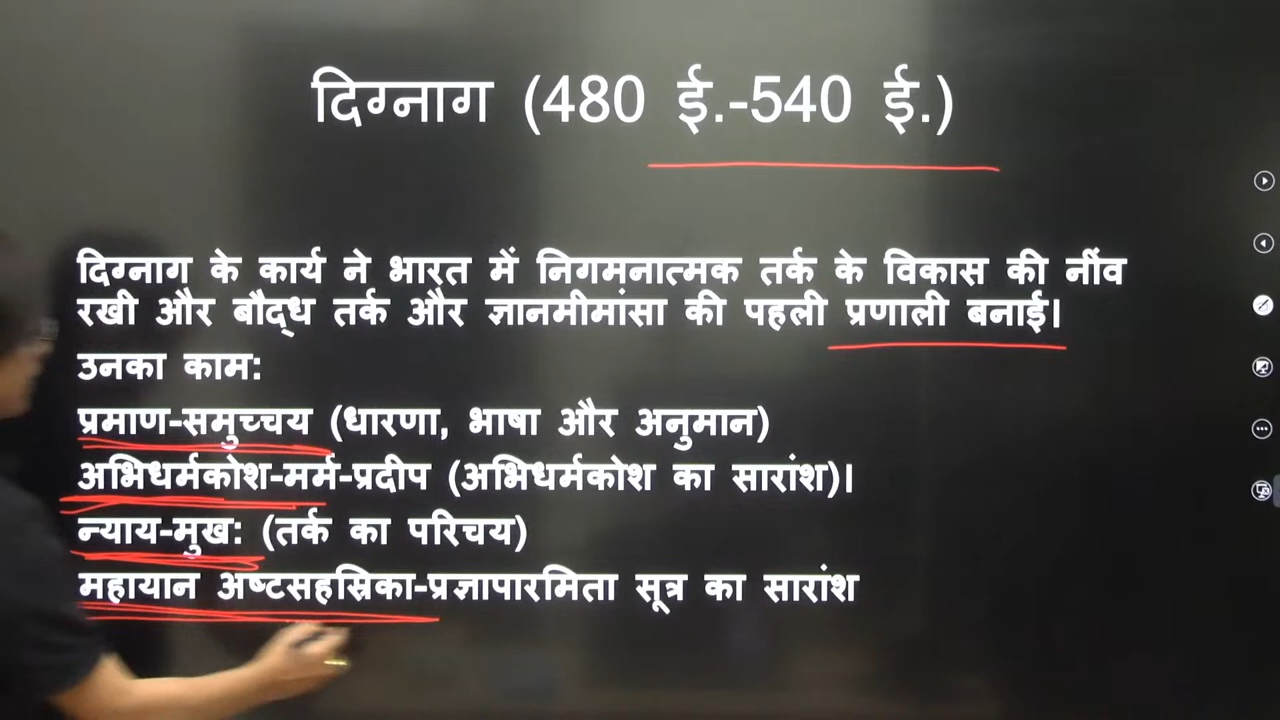 दिग्नाग (480 ई.-540 ई.)
दिग्नाग के कार्य ने भारत में निगमनात्मक तर्क के विकास की नींव
रखी और बौद्ध तर्क और ज्ञानमीमांसा की पहली प्रणाली बनाई।
उनका काम:
प्रमाण-समुच्चय (धारणा, भाषा और अनुमान)
अभिधर्मकोश-मर्म-प्रदीप (अभिधर्मकोश का सारांश)।
न्याय-मुख: (तर्क का परिचय)
महायान अष्टसहस्रिका-प्रज्ञापारमिता सूत्र का सारांश